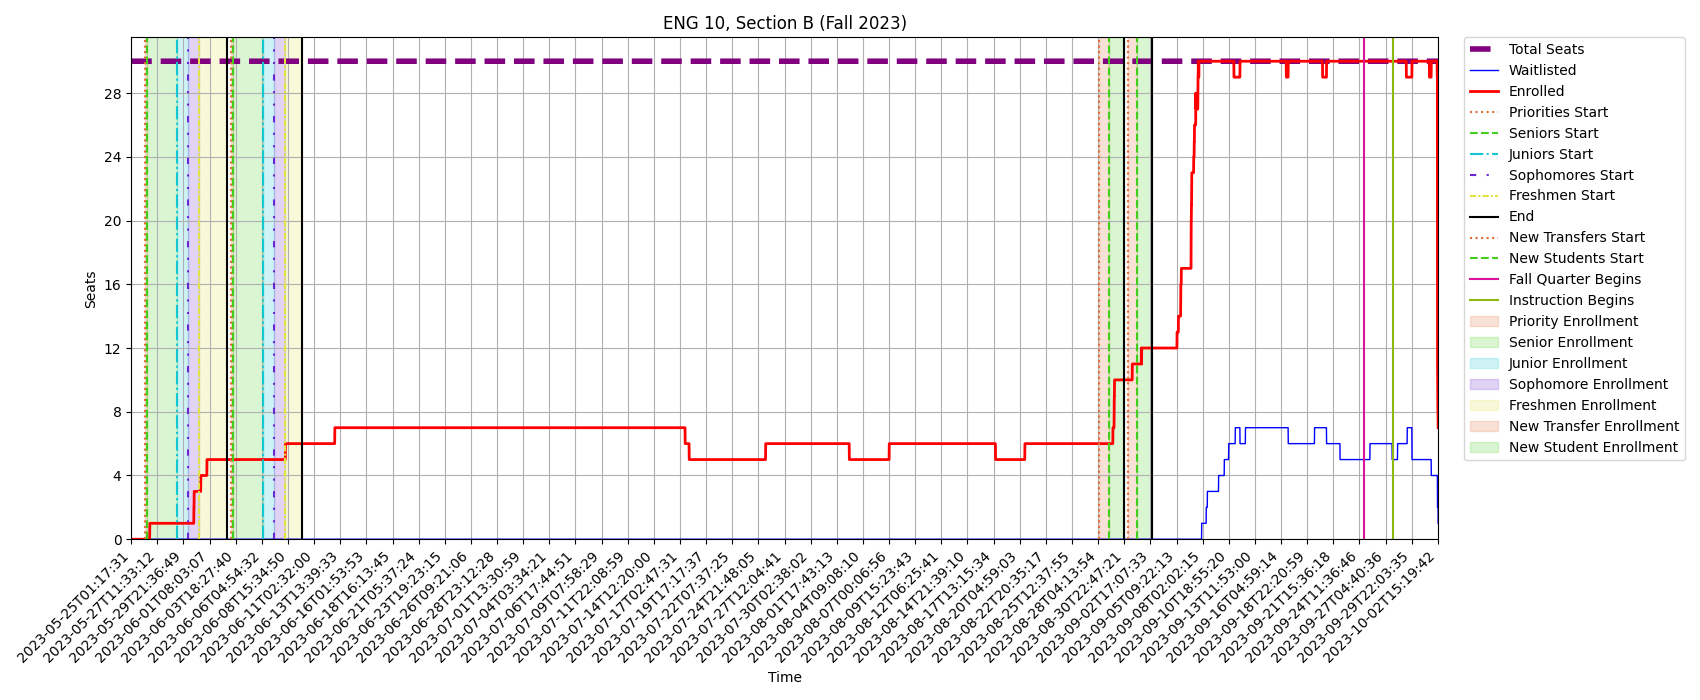 ENG 10, Section B (Fall 2023)
Seats
28
24
20
16
12
8
4
0
2023-05-25T01:17:31
2023-05-27T11:33:12
2023-05-29T21:36:49
2023-06-01T08:03:07
2023-06-03T18:27:40
2023-06-06T04:54:32
2023-06-08T15:34:50
2023-06-11T02:32:00
2023-06-13T13:39:33
2023-06-16T01:53:53
2023-06-18T16:13:45
2023-06-21T05:37:24
2023-06-23T19:23:15
2023-06-26T09:21:06
2023-06-28T23:12:28
2023-07-01T13:30:59
2023-07-04T03:34:21
2023-07-06T17:44:51
2023-07-09T07:58:29
2023-07-11T22:08:59
2023-07-14T12:20:00
2023-07-17T02:47:31
2023-07-19T17:17:37
2023-07-22T07:37:25
2023-07-24T21:48:05
2023-07-27T12:04:41
2023-07-30T02:38:02
2023-08-01T17:43:13
2023-08-04T09:08:10
2023-08-07T00:06:56
2023-08-09T15:23:43
2023-08-12T06:25:41
2023-08-14T21:39:10
2023-08-17T13:15:34
2023-08-20T04:59:03
2023-08-22T20:35:17
2023-08-25T12:37:55
2023-08-28T04:13:54
2023-08-30T22:47:21
2023-09-02T17:07:33
2023-09-05T09:22:13
2023-09-08T02:02:15
2023-09-10T18:55:20
2023-09-13T11:53:00
2023-09-16T04:59:14
2023-09-18T22:20:59
2023-09-21T15:36:18
2023-09-24T11:36:46
2023-09-27T04:40:36
2023-09-29T22:03:35
2023-10-02T15:19:42
Time
Total Seats
Waitlisted
Enrolled
Priorities Start
Seniors Start
Juniors Start
Sophomores Start
Freshmen Start
End
New Transfers Start
New Students Start
Fall Quarter Begins
Instruction Begins
Priority Enrollment
Senior Enrollment
Junior Enrollment
Sophomore Enrollment
Freshmen Enrollment
New Transfer Enrollment
New Student Enrollment